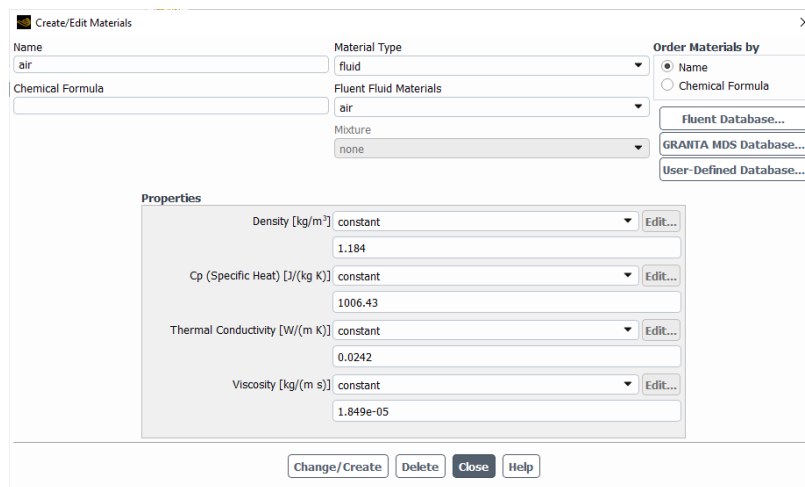 Create/Edit Materials
Name
Material Type
Order Materials by
air
fluid
Name
Chemical Formula
Chemical Formula
Fluent Fluid Materials
air
Fluent Database...
Mixture
none
GRANTA MDS Database...
User-Defined Database...
Properties
Density [kg/m³] constant Edit...
1.184
Cp (Specific Heat) [J/(kg K)] constant Edit...
1006.43
Thermal Conductivity [W/(m K)] constant Edit...
0.0242
Viscosity [kg/(m s)] constant Edit...
1.849e-05
Change/Create Delete Close Help